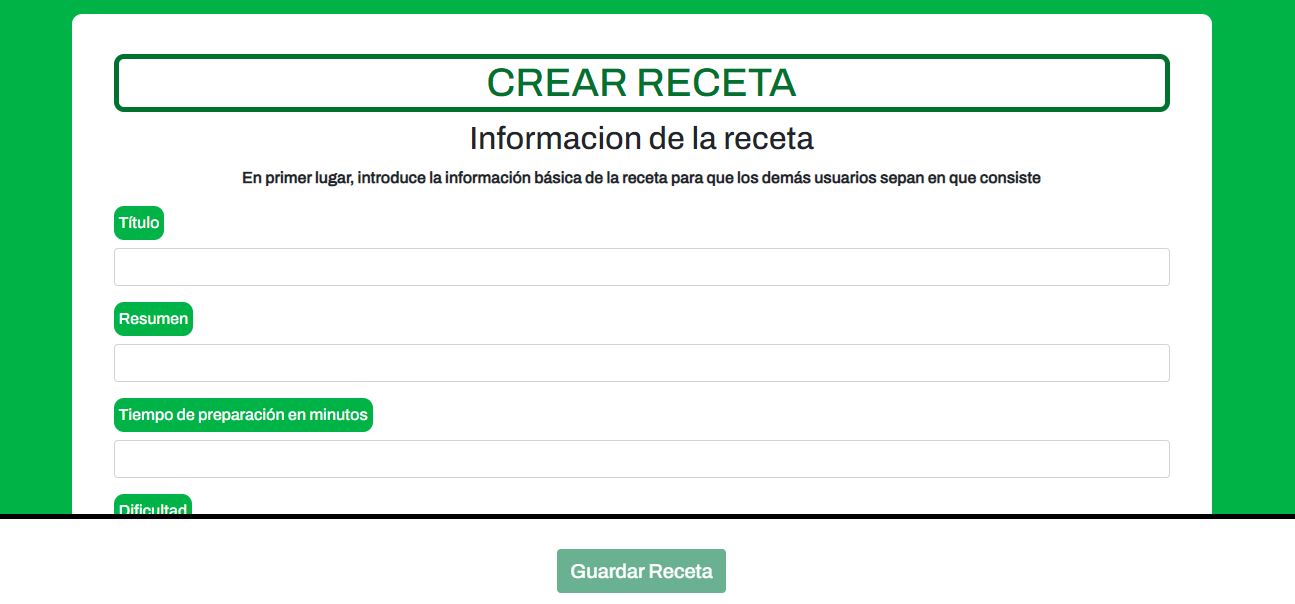 CREAR RECETA
Informacion de la receta
En primer lugar, introduce la información básica de la receta para que los demás usuarios sepan en que consiste
Título
Resumen
Tiempo de preparación en minutos
Dificultad
Guardar Receta